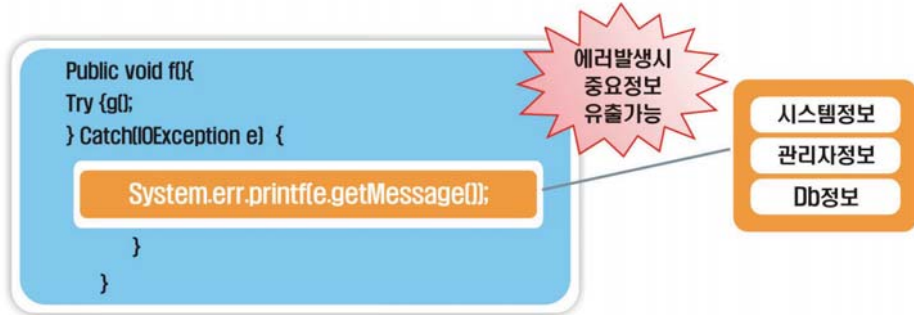 Public void f(){
Try {g();
} Catch(IOException e)  {
System.err.printf(e.getMessage());
}
}
에러발생시
중요정보
유출가능
시스템정보
관리자정보
Db정보